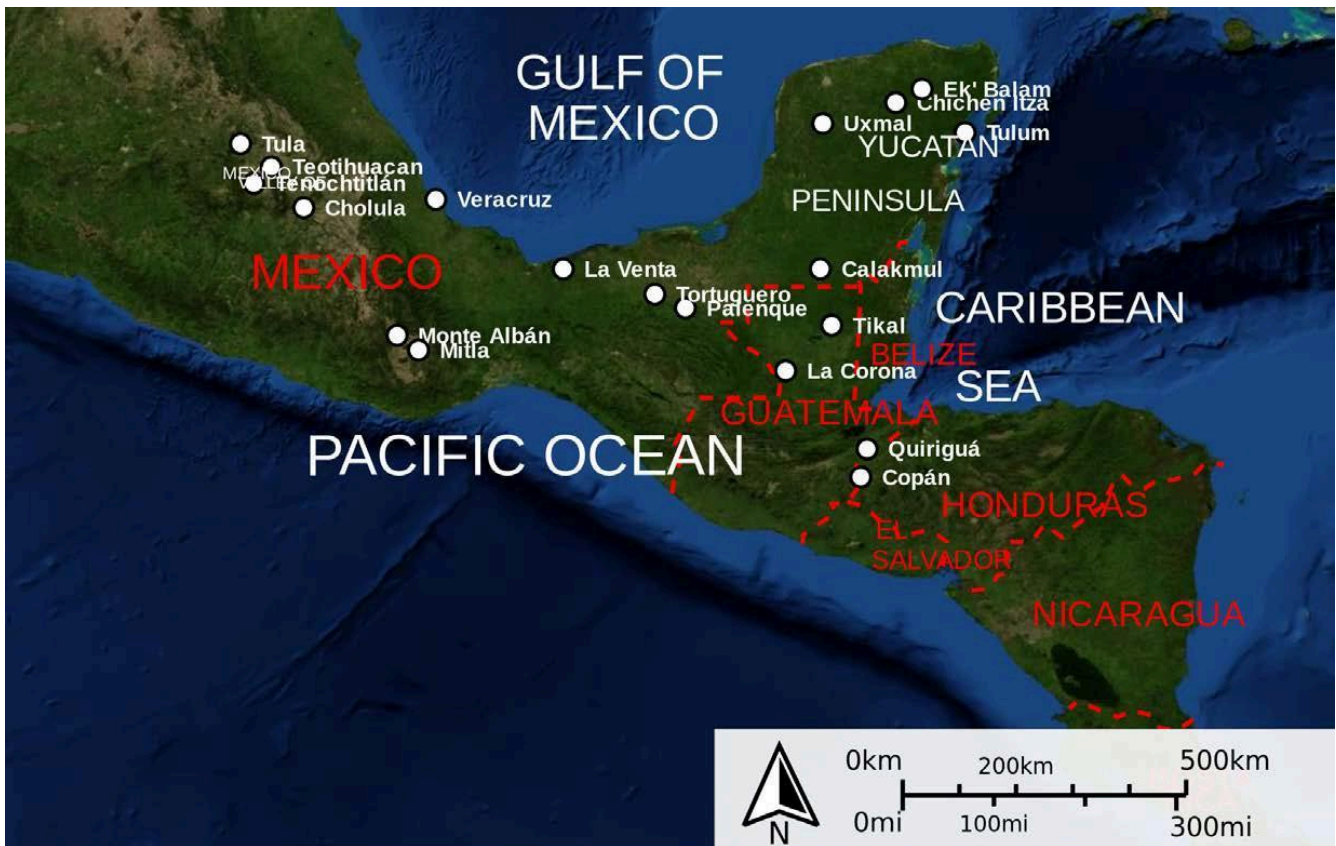 GULF OF
MEXICO
Ek' Balam
Chichen Itza
Uxmal
Tulum
YUCATAN
PENINSULA
Tula
Teotihuacan
MEXICO
VALLEY OF
Tenochtitlán
Cholula
Veracruz
MEXICO
La Venta
Calakmul
Tortuguero
Palenque
CARIBBEAN
SEA
Tikal
BELIZE
Monte Albán
Mitla
La Corona
GUATEMALA
PACIFIC OCEAN
Quiriguá
Copán
HONDURAS
EL
SALVADOR
NICARAGUA
N
0km 200km 500km
0mi 100mi 300mi